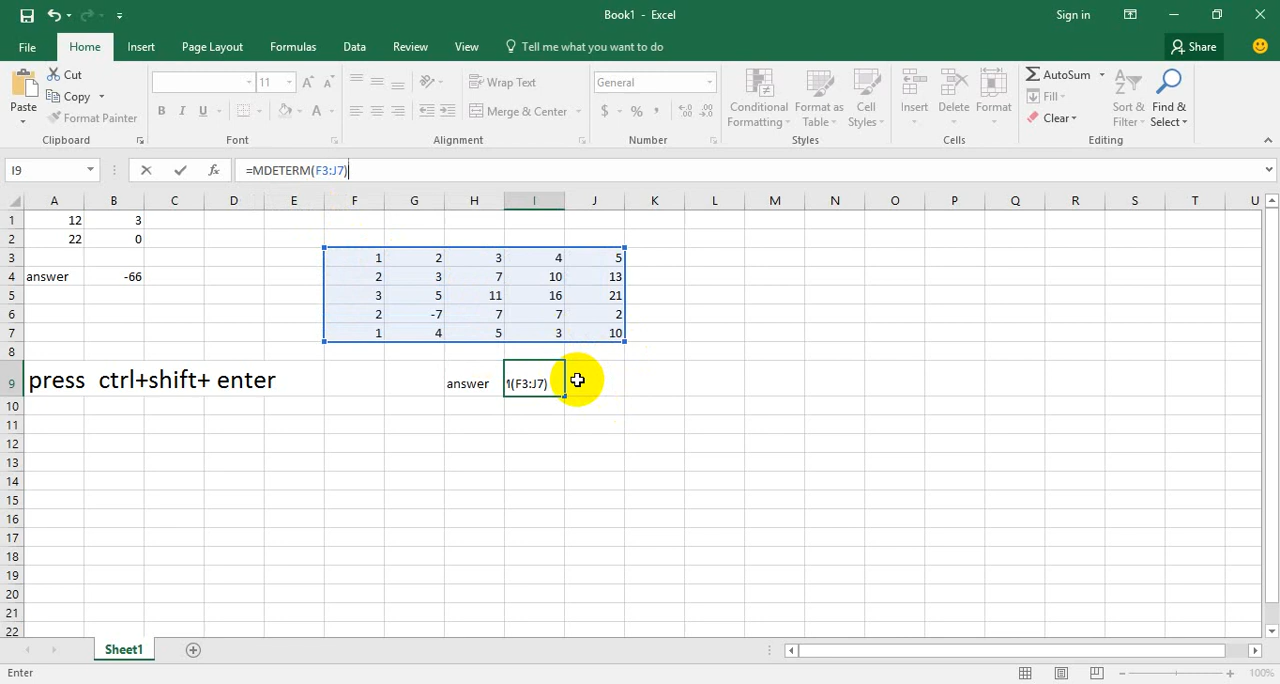 Book1 - Excel
Sign in
File Home Insert Page Layout Formulas Data Review View Tell me what you want to do Share
Paste
Cut
Copy
Format Painter
Clipboard
11
B I U
A
Font
Wrap Text
Merge & Center
Alignment
General
$ % ,
Number
Conditional Formatting
Format as Table
Cell Styles
Styles
Insert
Delete
Format
Cells
AutoSum
Fill
Clear
Sort & Filter
Find & Select
Editing
I9 fx =MDETERM(F3:J7)
A B C D E F G H I J K L M N O P Q R S T U
1 12 3
2 22 0
3 1 2 3 4 5
4 answer -66 2 3 7 10 13
5 3 5 11 16 21
6 2 -7 7 7 2
7 1 4 5 3 10
8
9 press ctrl+shift+ enter answer (F3:J7)
10
11
12
13
14
15
16
17
18
19
20
21
22
Sheet1
Enter
100%